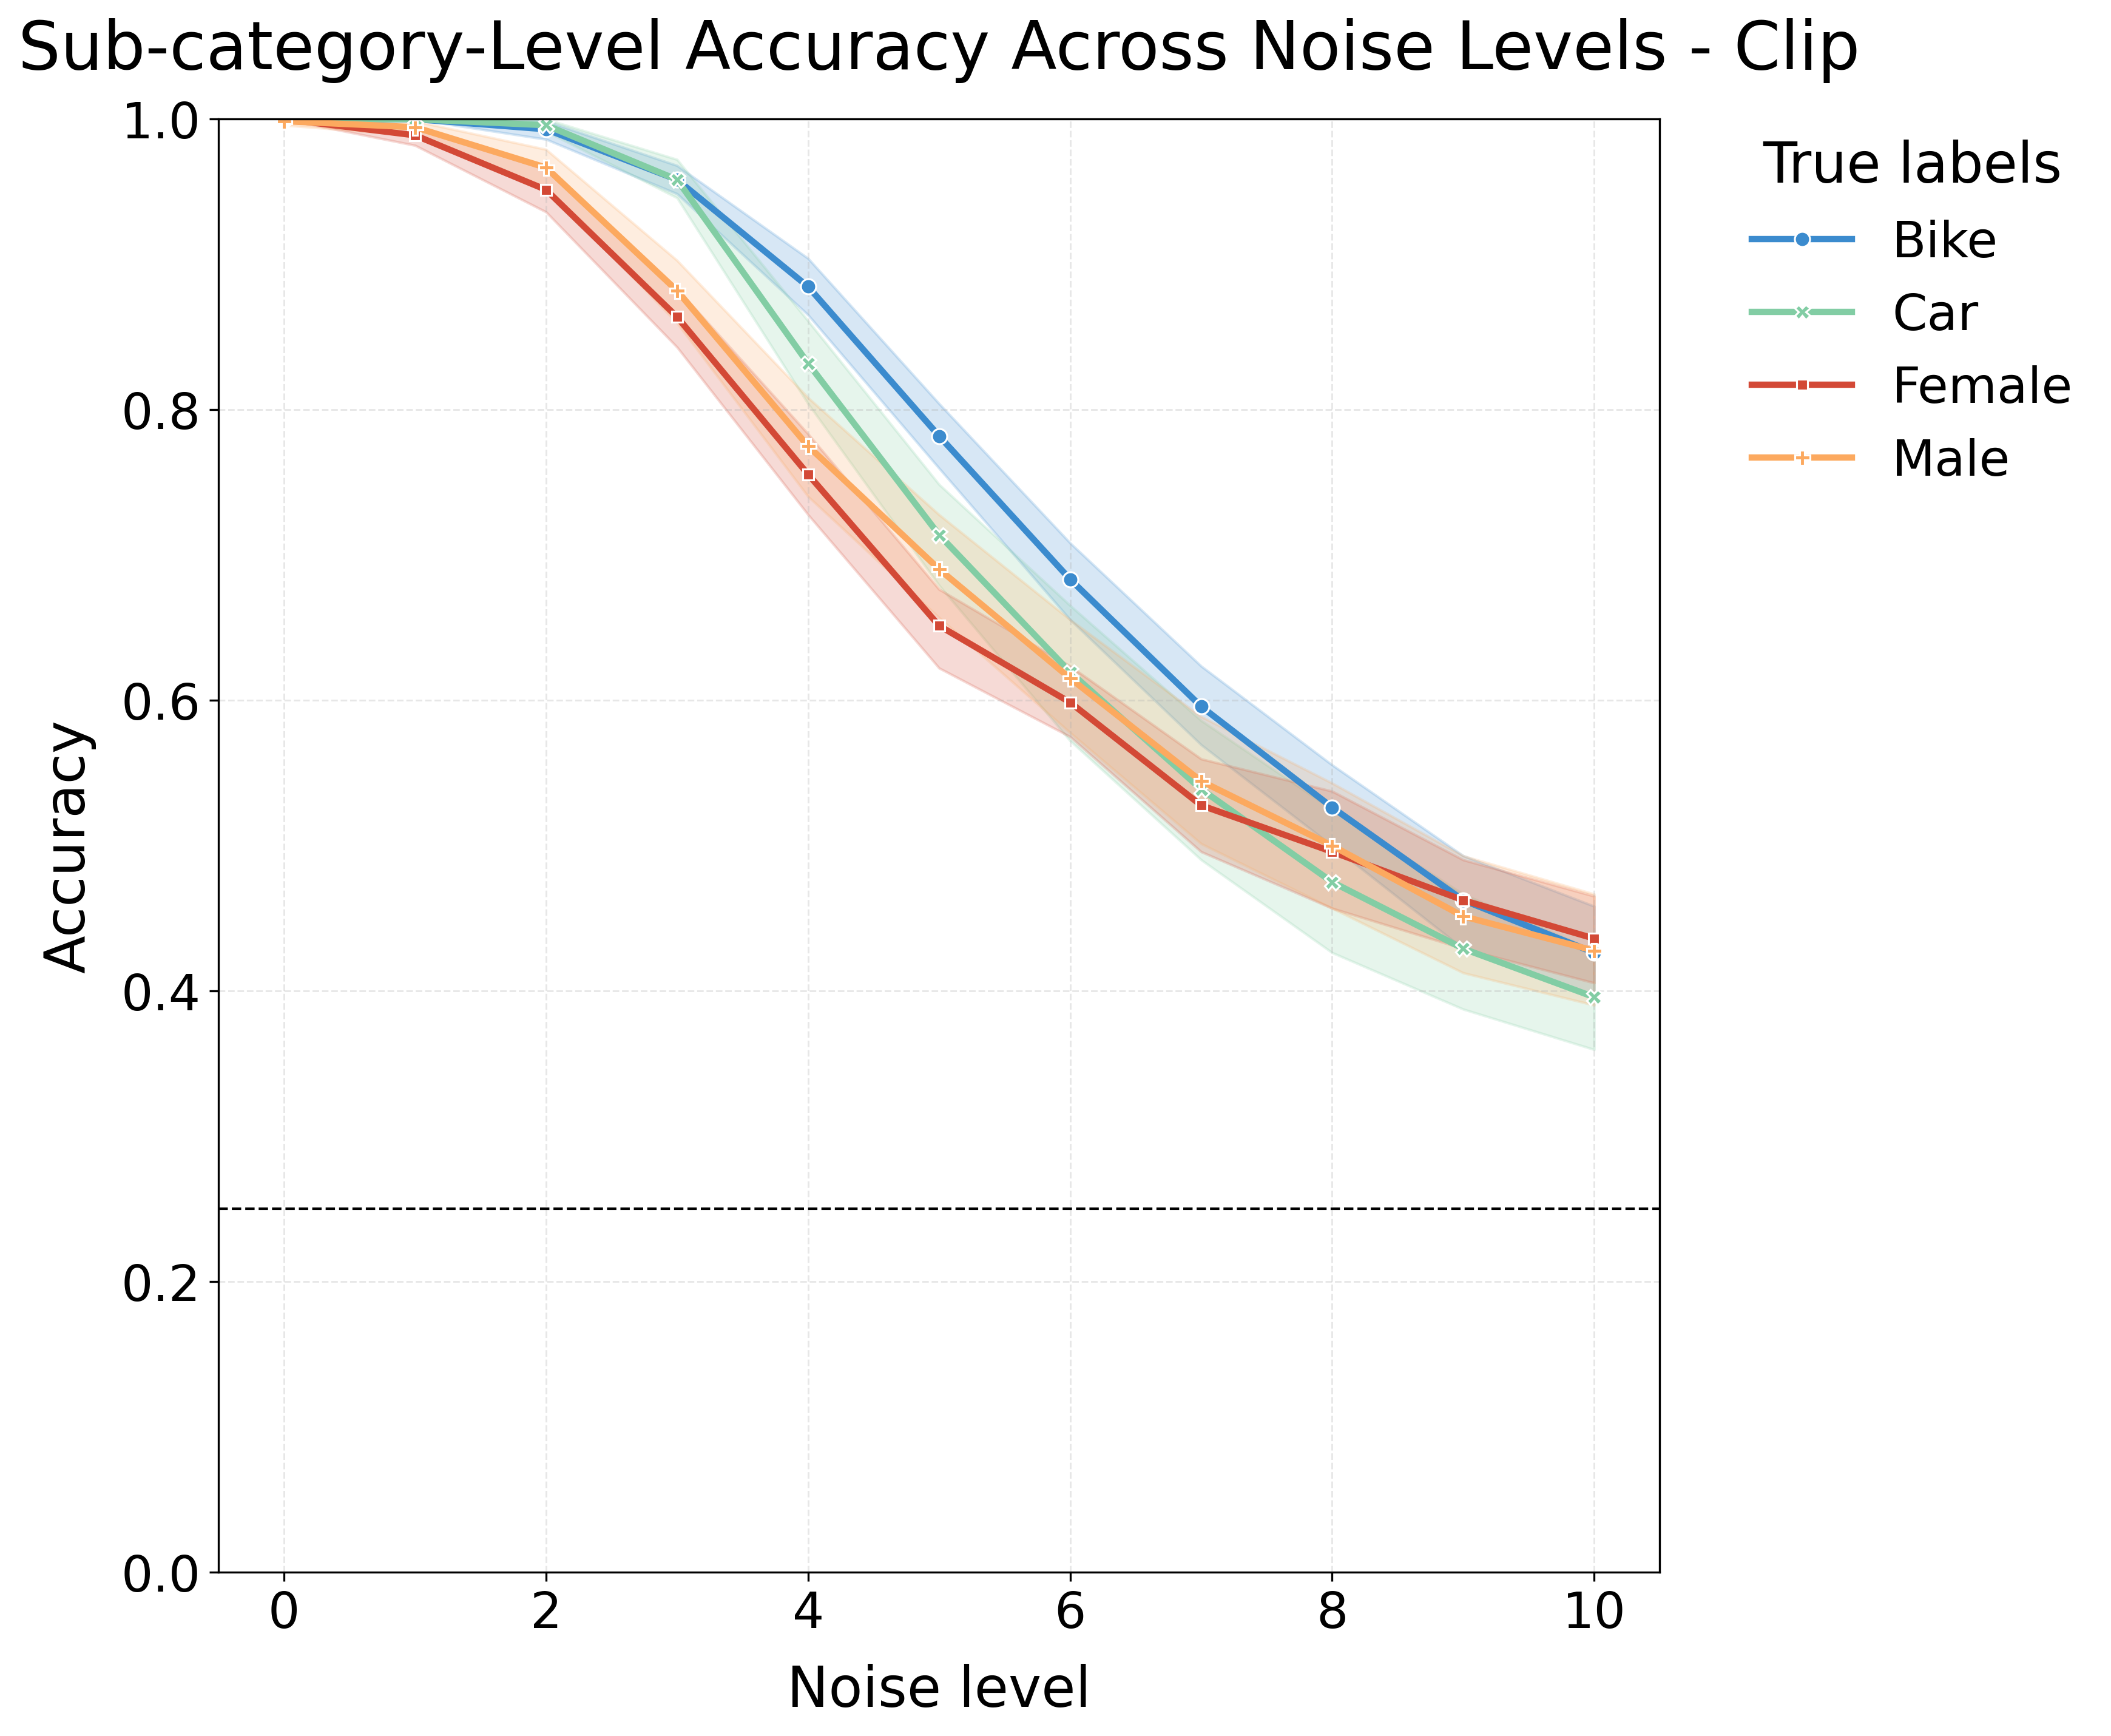 Sub-category-Level Accuracy Across Noise Levels - Clip
True labels
Bike
Car
Female
Male
Accuracy
1.0
0.8
0.6
0.4
0.2
0.0
0 2 4 6 8 10
Noise level